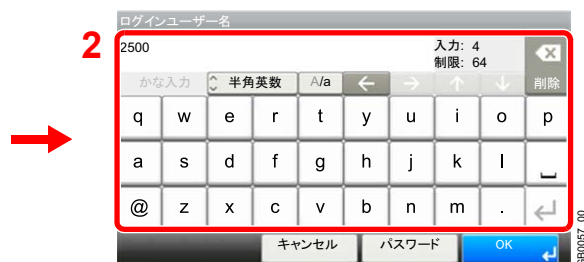 ログインユーザー名
2
2500
入力: 4
制限: 64
かな入力 半角英数 A/a ← → ↑ ↓ 削除
q w e r t y u i o p
a s d f g h j k l
@ z x c v b n m .
キャンセル パスワード OK